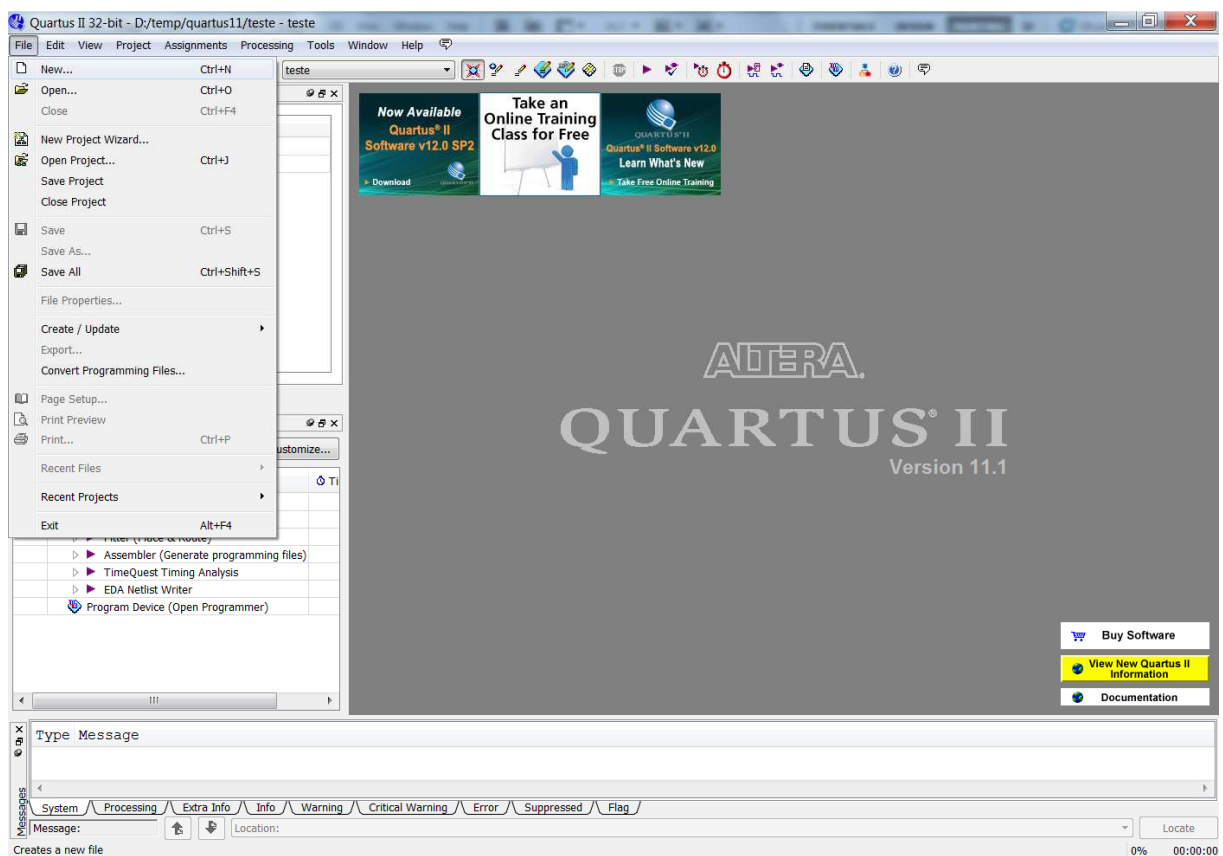 Quartus II 32-bit - D:/temp/quartus11/teste - teste
File Edit View Project Assignments Processing Tools Window Help
New... Ctrl+N
teste
Open... Ctrl+O
Close Ctrl+F4
New Project Wizard...
Open Project... Ctrl+J
Save Project
Close Project
Save Ctrl+S
Save As...
Save All Ctrl+Shift+S
File Properties...
Create / Update
Export...
Convert Programming Files...
Page Setup...
Print Preview
Print... Ctrl+P
Recent Files
Recent Projects
Exit Alt+F4
ustomize...
Ti
Fitter (Place & Route)
Assembler (Generate programming files)
TimeQuest Timing Analysis
EDA Netlist Writer
Program Device (Open Programmer)
Now Available
Quartus® II
Software v12.0 SP2
Download
Take an
Online Training
Class for Free
QUARTUS II
Quartus® II Software v12.0
Learn What's New
Take Free Online Training
ALTERA.
QUARTUS® II
Version 11.1
Buy Software
View New Quartus II
Information
Documentation
Type Message
System Processing Extra Info Info Warning Critical Warning Error Suppressed Flag
Messages
Message: Location: Locate
Creates a new file 0% 00:00:00